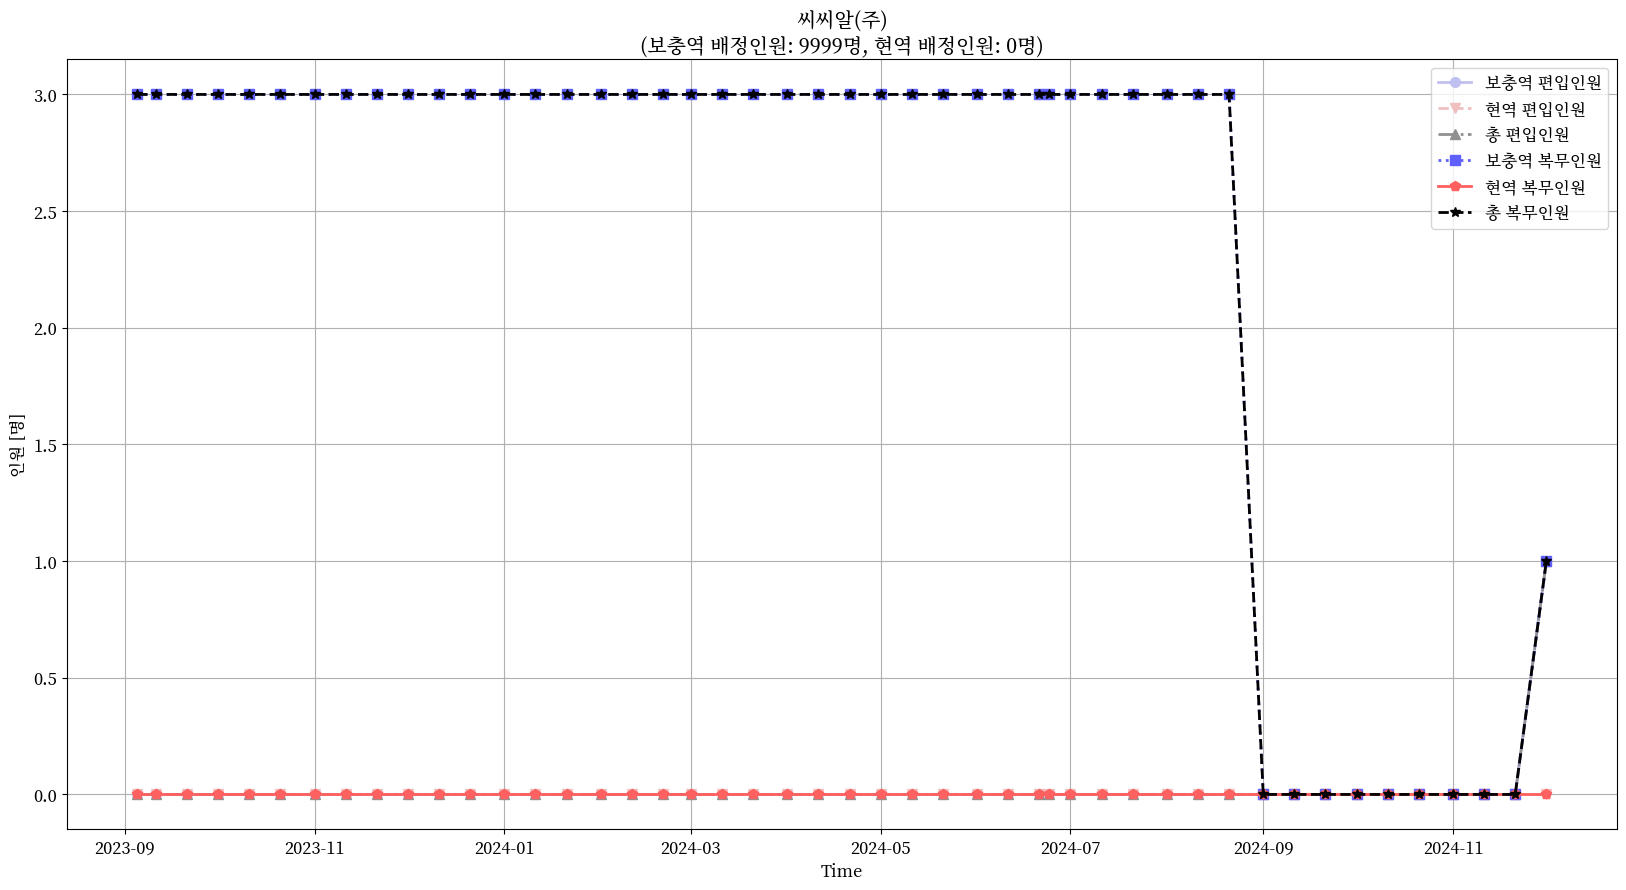 씨씨알(주)
(보충역 배정인원: 9999명, 현역 배정인원: 0명)
보충역 편입인원
현역 편입인원
총 편입인원
보충역 복무인원
현역 복무인원
총 복무인원
3.0
2.5
2.0
1.5
1.0
0.5
0.0
인원 [명]
2023-09
2023-11
2024-01
2024-03
2024-05
2024-07
2024-09
2024-11
Time